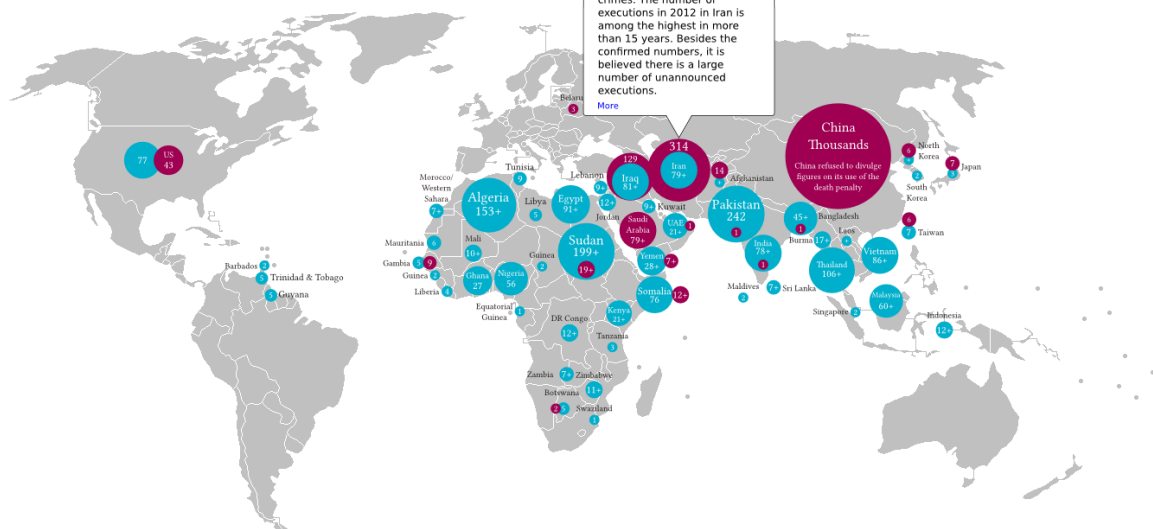 crimes. The number of
executions in 2012 in Iran is
among the highest in more
than 15 years. Besides the
confirmed numbers, it is
believed there is a large
number of unannounced
executions.
More
Belaru
3
77
US
43
China
Thousands
China refused to divulge
figures on its use of the
death penalty
6
North
Korea
2
South
Korea
7
Japan
3
6
7
Taiwan
314
Iran
79+
129
Iraq
81+
14
+
Afghanistan
Lebanon
9+
12+
Jordan
9+
Kuwait
Saudi
Arabia
79+
UAE
21+
1
Yemen
28+
7+
Somalia
76
12+
Tunisia
9
Morocco/
Western
Sahara
7+
Algeria
153+
Libya
5
Egypt
91+
Sudan
199+
19+
Mauritania
6
Mali
10+
Gambia
5
9
Guinea
2
Liberia
4
Ghana
27
Nigeria
56
Guinea
2
Equatorial
Guinea
1
DR Congo
12+
Kenya
21+
Tanzania
3
Zambia
7+
Zimbabwe
11+
Botswana
2
5
Swaziland
1
Pakistan
242
1
India
78+
1
45+
1
Bangladesh
Burma
17+
Laos
+
Thailand
106+
Vietnam
86+
Maldives
2
7+
Sri Lanka
Malaysia
60+
Singapore
2
Indonesia
12+
Barbados
2
5
Trinidad & Tobago
5
Guyana